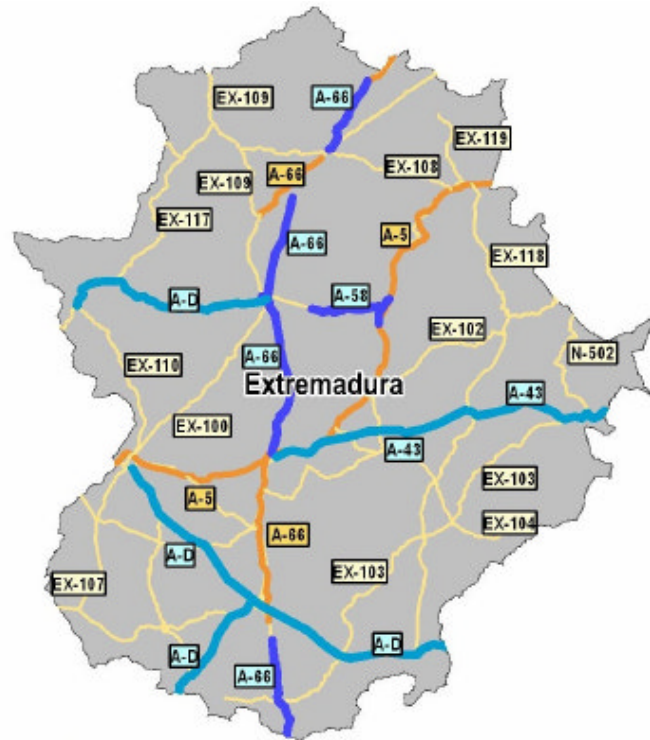 EX-109
A-66
EX-119
EX-108
A-66
EX-109
EX-117
A-5
A-66
EX-118
A-D
A-58
EX-102
N-502
A-66
EX-110
Extremadura
A-43
EX-100
A-43
EX-103
A-5
EX-104
A-66
A-D
EX-103
EX-107
A-D
A-D
A-66